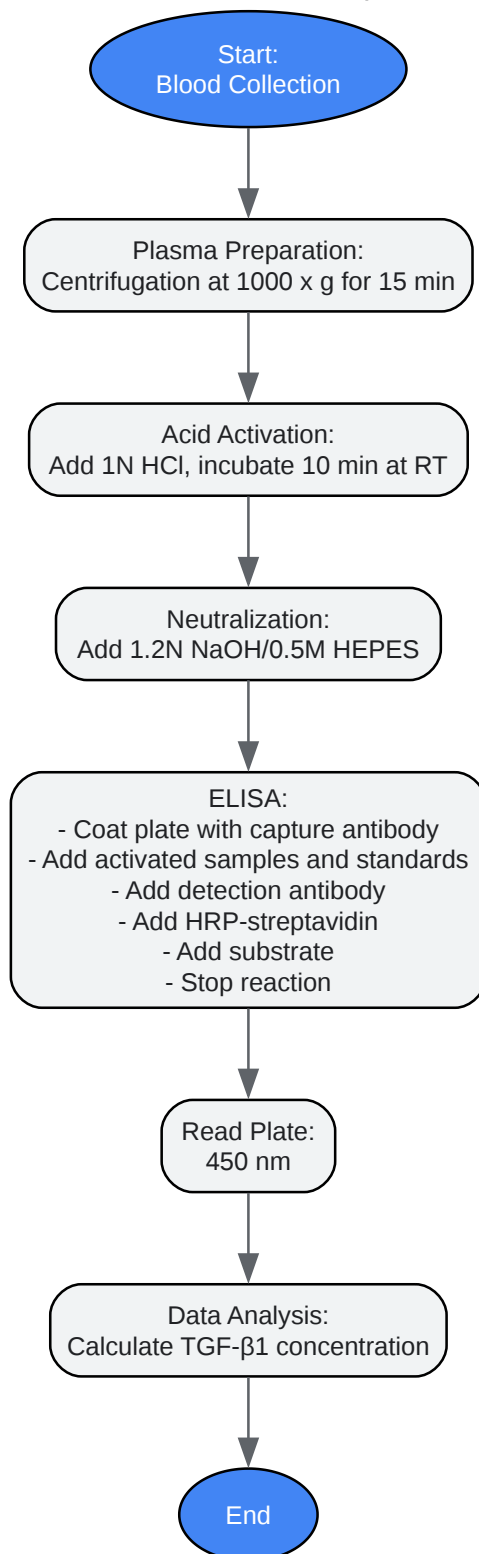 Start:
Blood Collection
Plasma Preparation:
Centrifugation at 1000 x g for 15 min
Acid Activation:
Add 1N HCl, incubate 10 min at RT
Neutralization:
Add 1.2N NaOH/0.5M HEPES
ELISA:
- Coat plate with capture antibody
- Add activated samples and standards
- Add detection antibody
- Add HRP-streptavidin
- Add substrate
- Stop reaction
Read Plate:
450 nm
Data Analysis:
Calculate TGF-β1 concentration
End